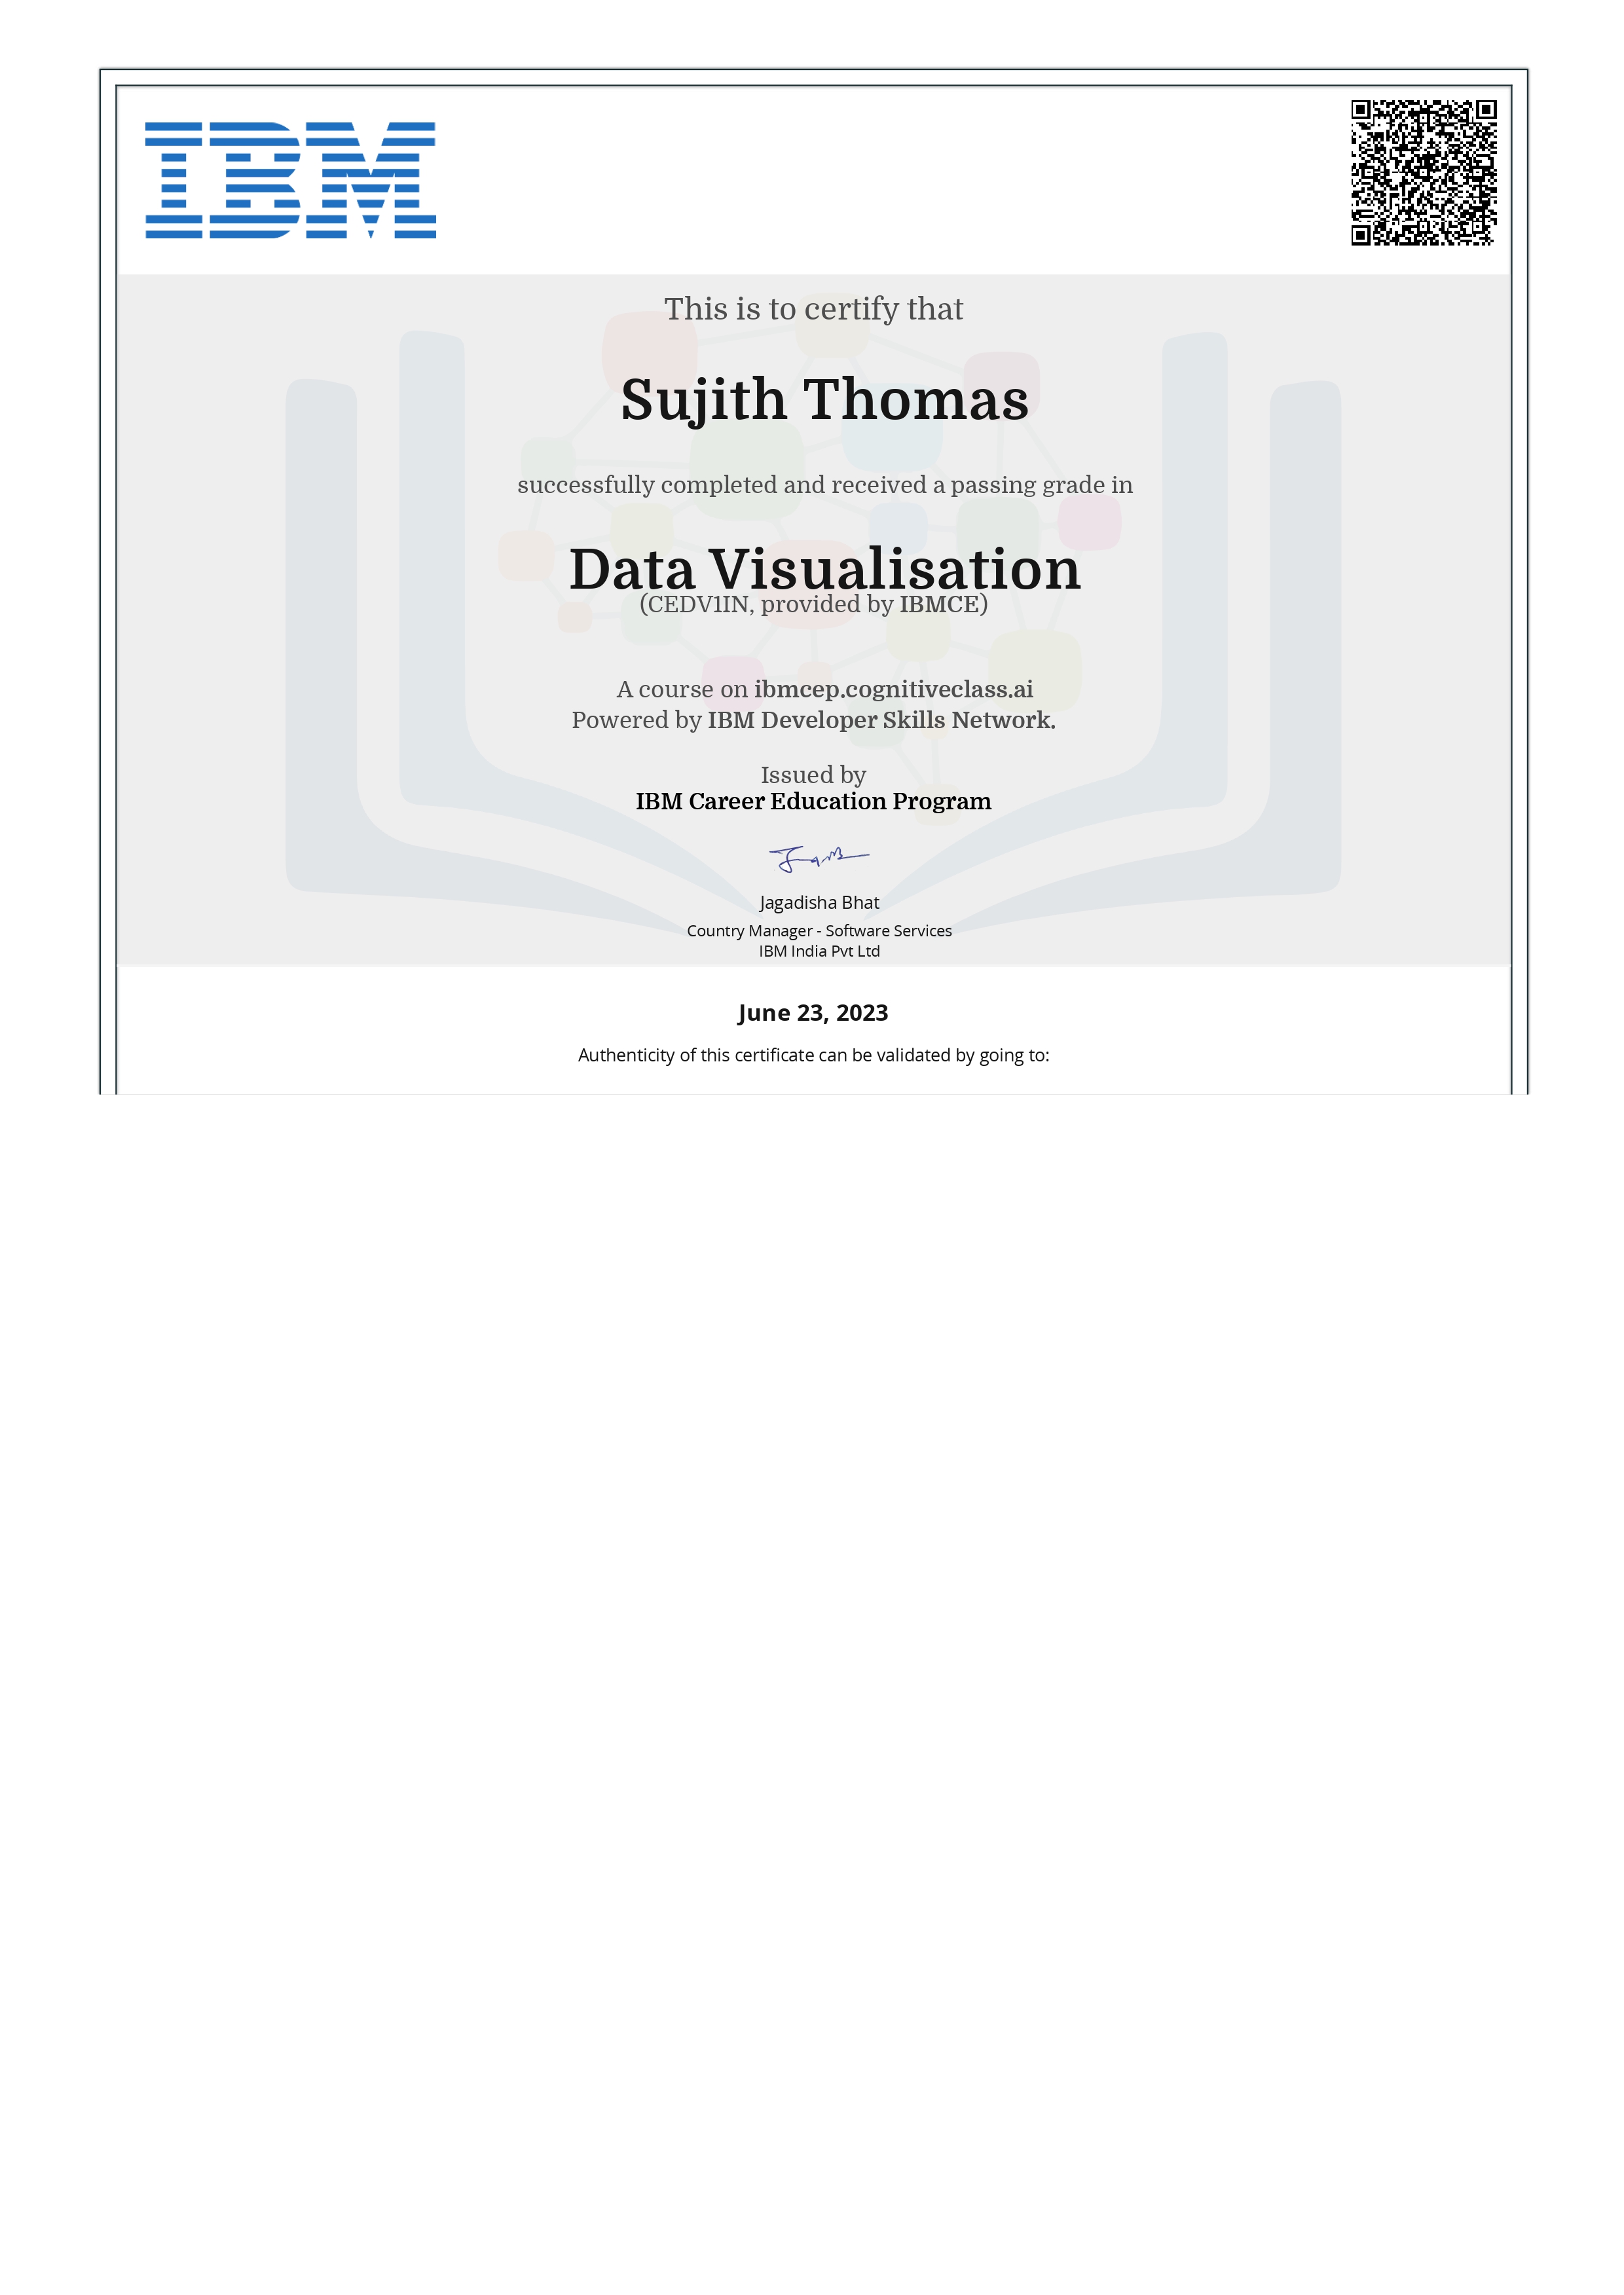 IBM
This is to certify that
Sujith Thomas
successfully completed and received a passing grade in
Data Visualisation
(CEDV1IN, provided by IBMCE)
A course on ibmcep.cognitiveclass.ai
Powered by IBM Developer Skills Network.
Issued by
IBM Career Education Program
Jagadisha Bhat
Country Manager - Software Services
IBM India Pvt Ltd
June 23, 2023
Authenticity of this certificate can be validated by going to: